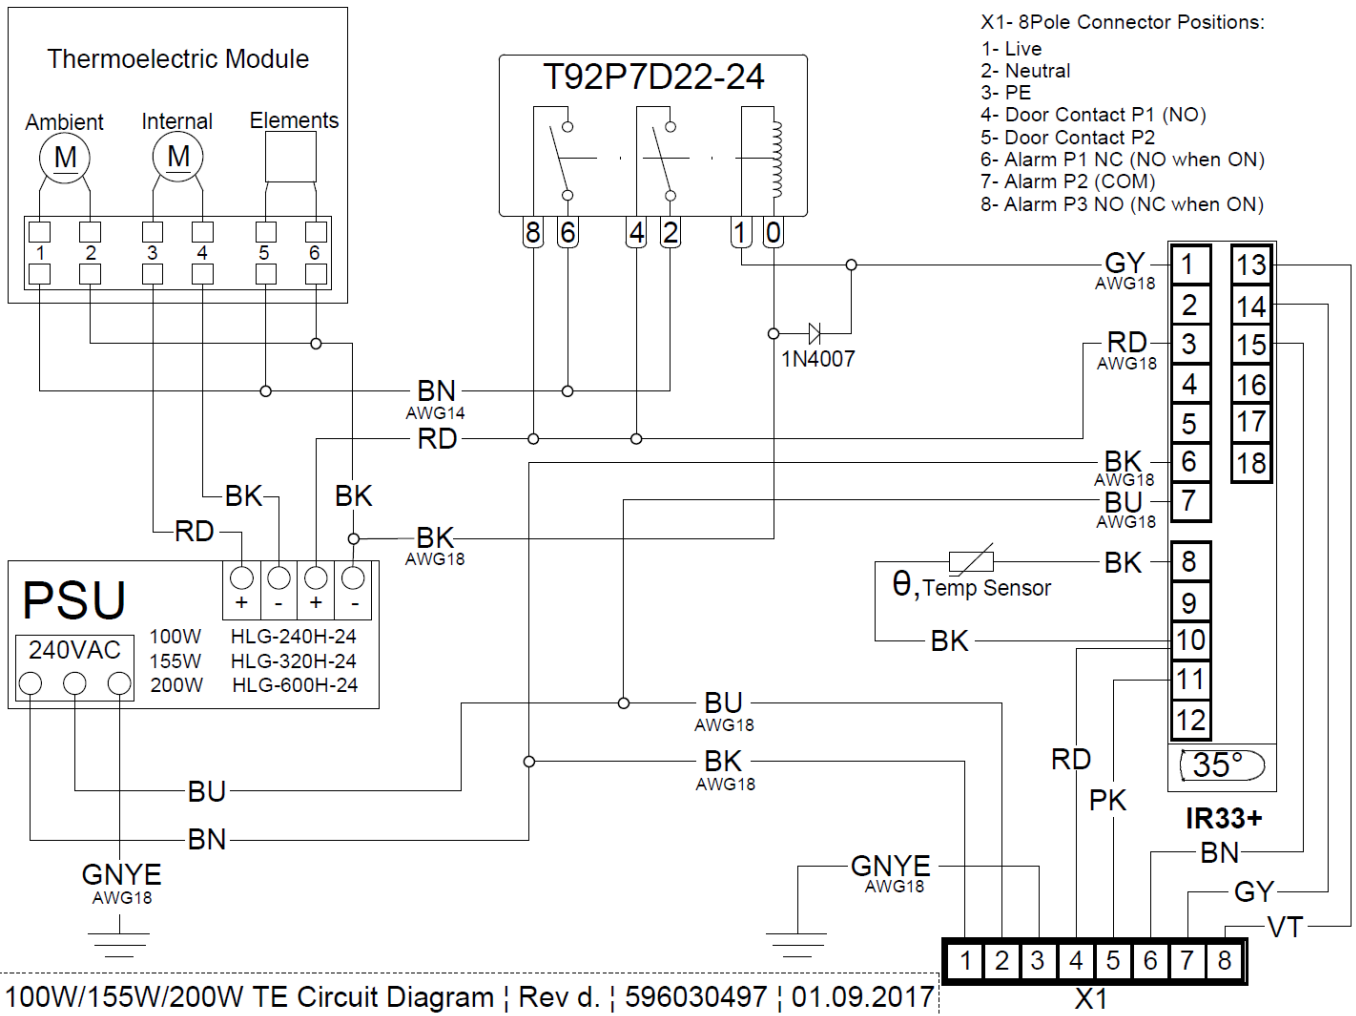 X1- 8Pole Connector Positions:
1- Live
2- Neutral
3- PE
4- Door Contact P1 (NO)
5- Door Contact P2
6- Alarm P1 NC (NO when ON)
7- Alarm P2 (COM)
8- Alarm P3 NO (NC when ON)
Thermoelectric Module
Ambient Internal Elements
M M
1 2 3 4 5 6
T92P7D22-24
8 6 4 2 1 0
1N4007
GY
AWG18
RD
AWG18
BN
AWG14
RD
BK
AWG18
BU
AWG18
BK BK
RD
BK
AWG18
PSU
+ - + -
240VAC
100W HLG-240H-24
155W HLG-320H-24
200W HLG-600H-24
θ, Temp Sensor
BK
BK
1 13
2 14
3 15
4 16
5 17
6 18
7
8
9
10
11
12
35°
IR33+
BU
AWG18
BK
AWG18
BU
BN
GNYE
AWG18
GNYE
AWG18
RD
PK
BN
GY
VT
1 2 3 4 5 6 7 8
X1
100W/155W/200W TE Circuit Diagram ¦ Rev d. ¦ 596030497 ¦ 01.09.2017